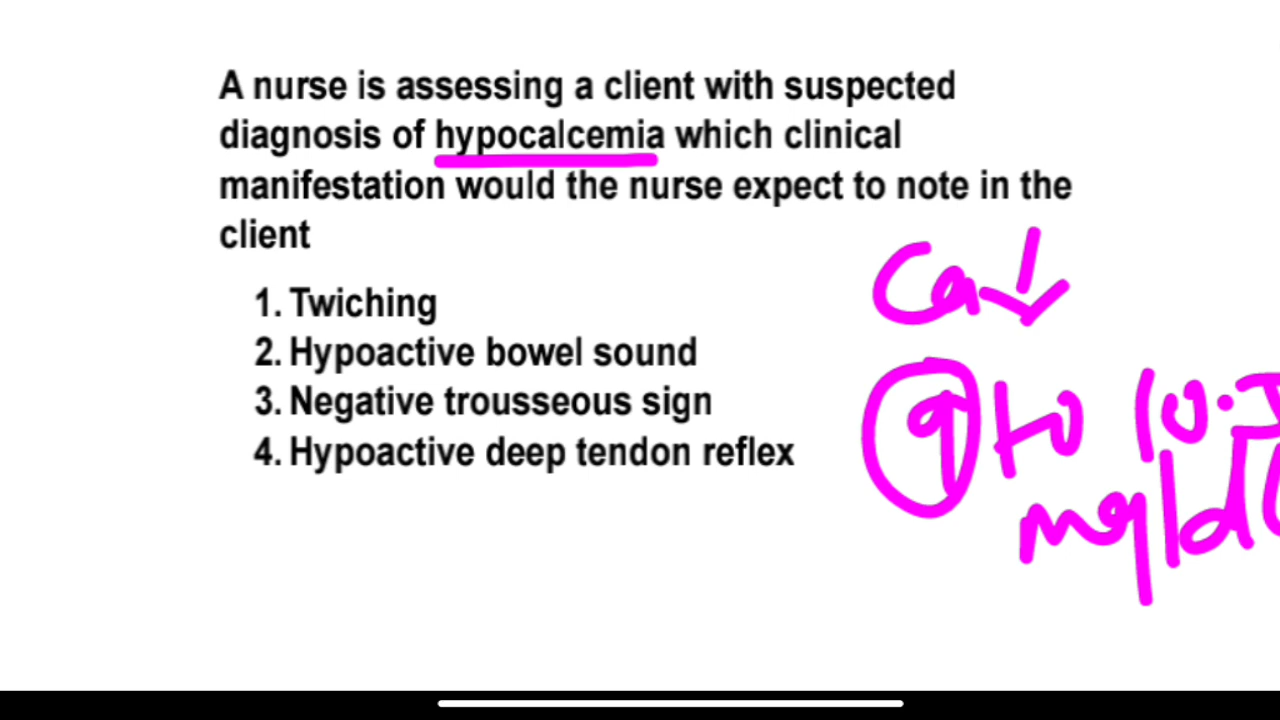 A nurse is assessing a client with suspected
diagnosis of hypocalcemia which clinical
manifestation would the nurse expect to note in the
client
1. Twiching
2. Hypoactive bowel sound
3. Negative trousseous sign
4. Hypoactive deep tendon reflex
Ca ↓
9 to 10.5
mg/dl